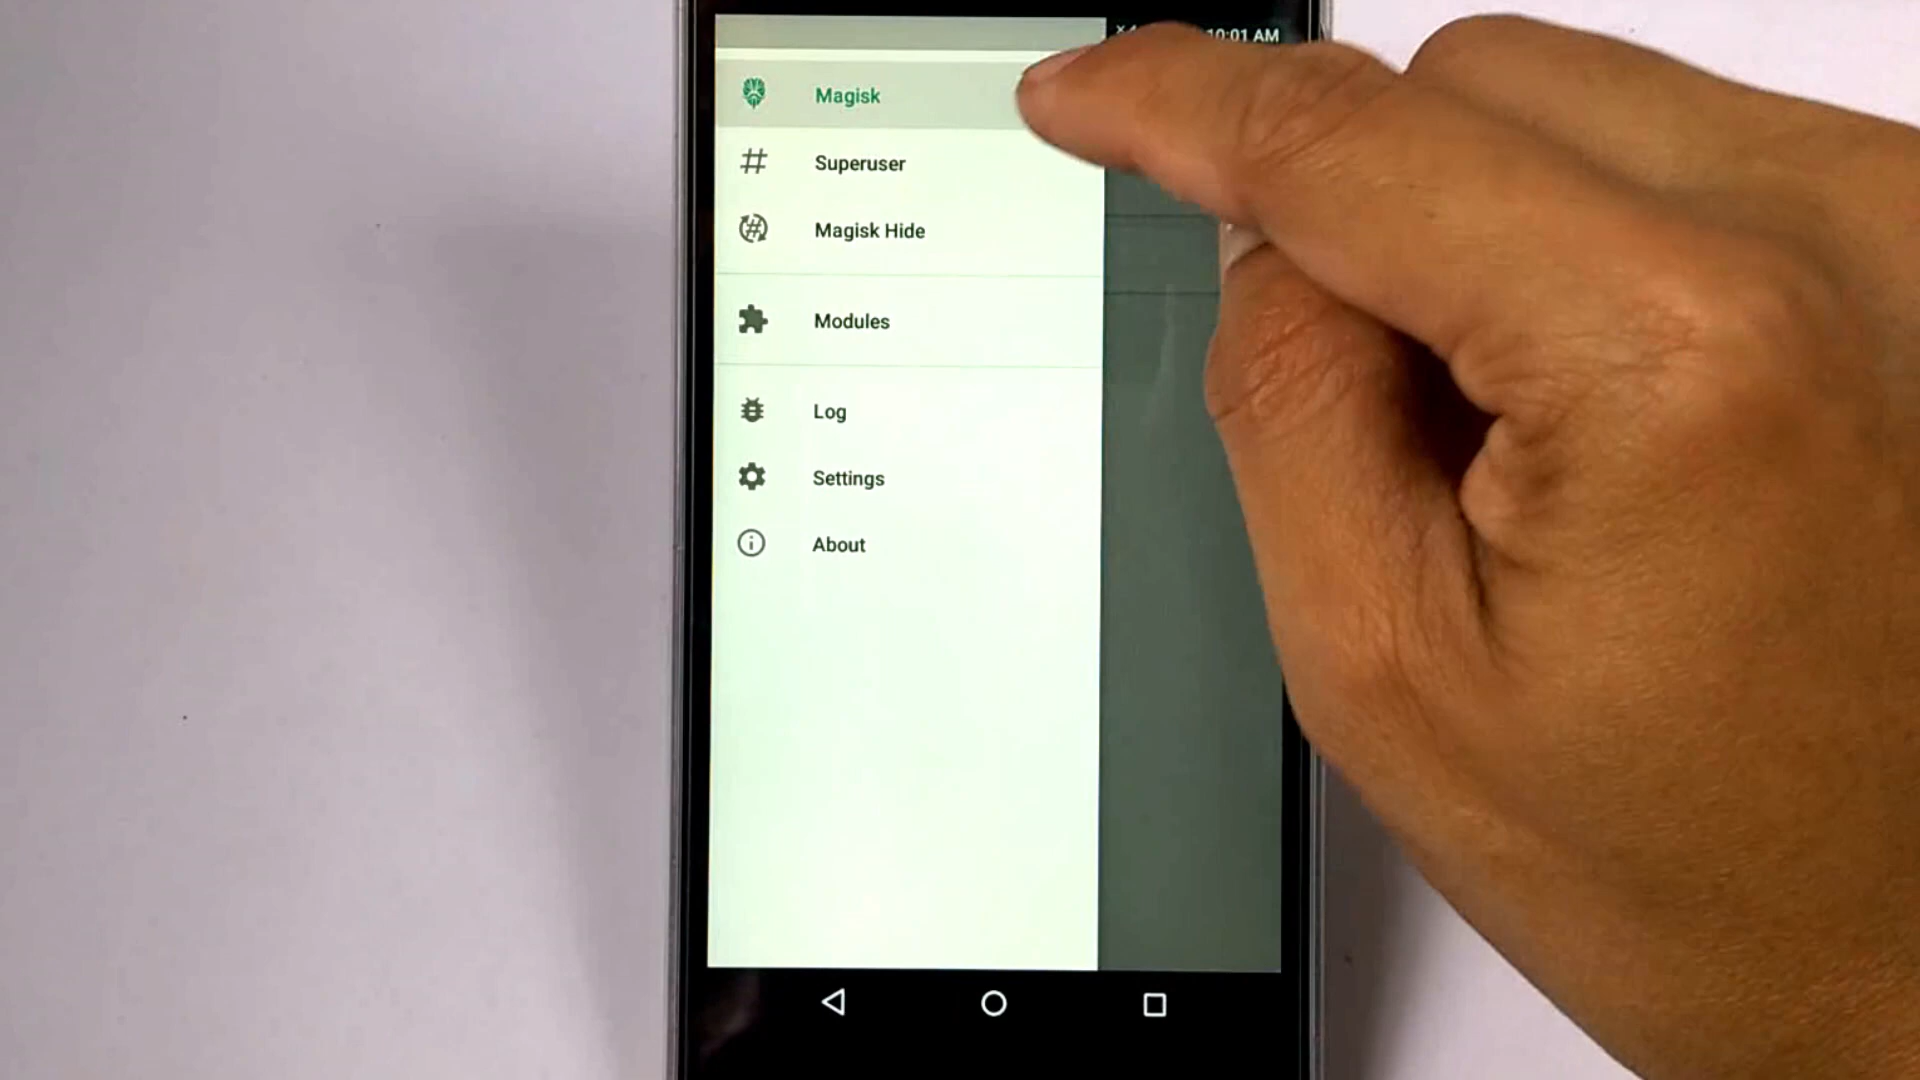 10:01 AM
Magisk
Superuser
Magisk Hide
Modules
Log
Settings
About